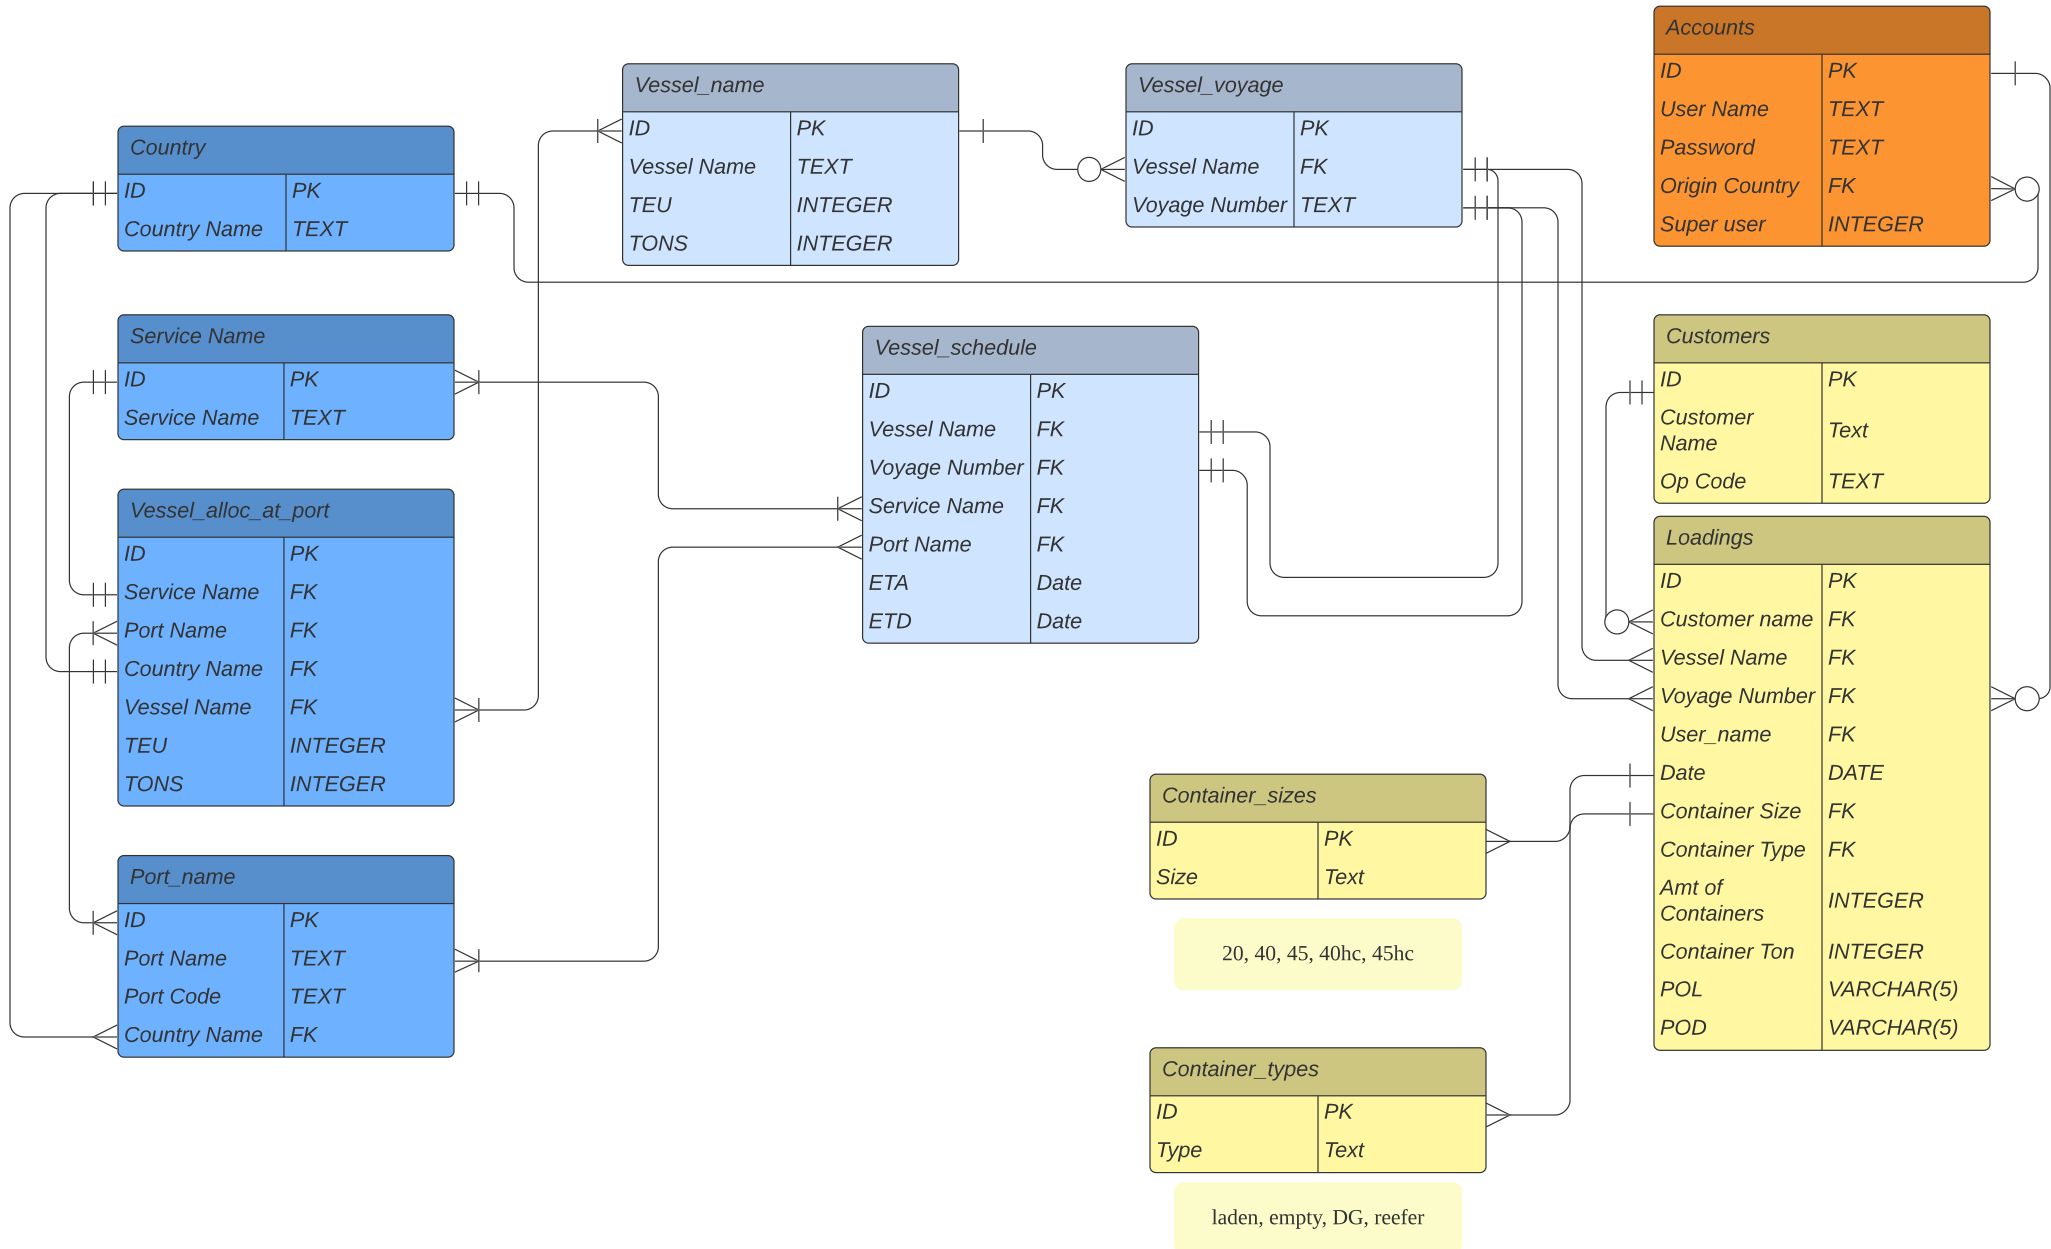 Country
ID PK
Country Name TEXT
Service Name
ID PK
Service Name TEXT
Vessel_alloc_at_port
ID PK
Service Name FK
Port Name FK
Country Name FK
Vessel Name FK
TEU INTEGER
TONS INTEGER
Port_name
ID PK
Port Name TEXT
Port Code TEXT
Country Name FK
Vessel_name
ID PK
Vessel Name TEXT
TEU INTEGER
TONS INTEGER
Vessel_voyage
ID PK
Vessel Name FK
Voyage Number TEXT
Vessel_schedule
ID PK
Vessel Name FK
Voyage Number FK
Service Name FK
Port Name FK
ETA Date
ETD Date
Accounts
ID PK
User Name TEXT
Password TEXT
Origin Country FK
Super user INTEGER
Customers
ID PK
Customer
Name Text
Op Code TEXT
Loadings
ID PK
Customer name FK
Vessel Name FK
Voyage Number FK
User_name FK
Date DATE
Container Size FK
Container Type FK
Amt of
Containers INTEGER
Container Ton INTEGER
POL VARCHAR(5)
POD VARCHAR(5)
Container_sizes
ID PK
Size Text
20, 40, 45, 40hc, 45hc
Container_types
ID PK
Type Text
laden, empty, DG, reefer